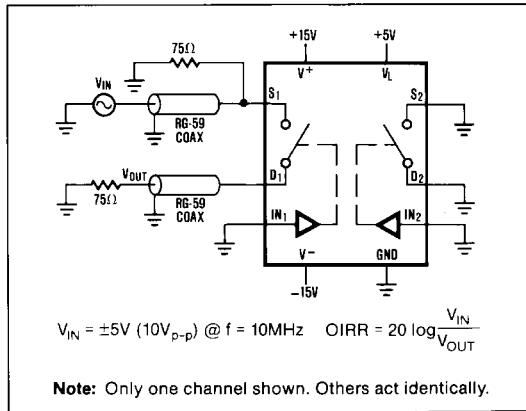 +15V +5V
75Ω
V+ VL
VIN S1 S2
RG-59
COAX
VOUT D1 D2
75Ω RG-59
COAX
IN1 IN2
V− GND
−15V
VIN = ±5V (10Vp-p) @ f = 10MHz OIRR = 20 log VIN/VOUT
Note: Only one channel shown. Others act identically.